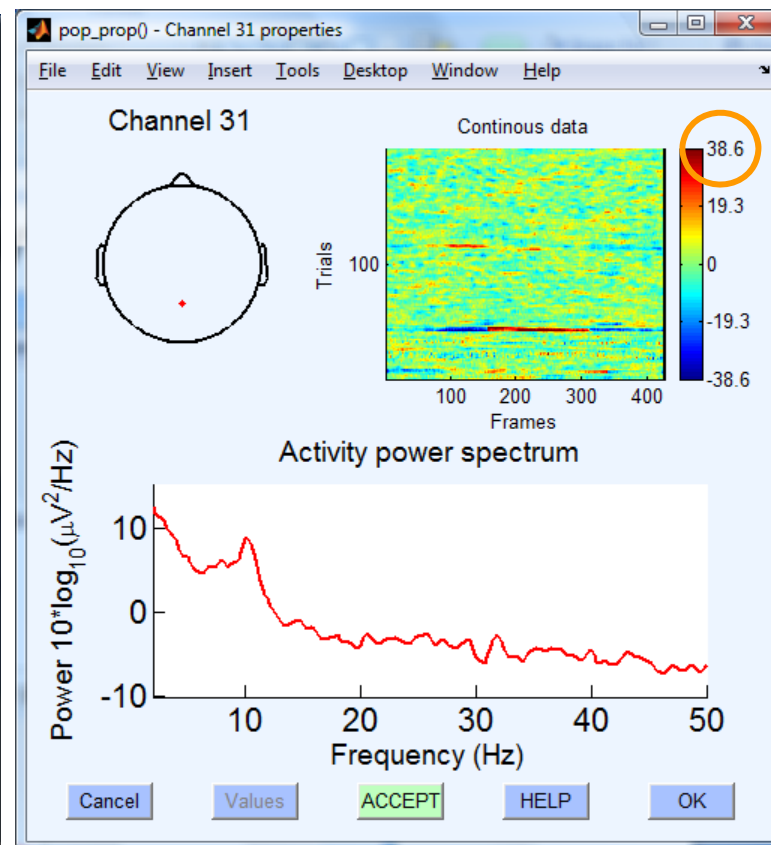 pop_prop() - Channel 31 properties
File Edit View Insert Tools Desktop Window Help
Channel 31
Continous data
38.6
19.3
0
-19.3
-38.6
Trials
100
100 200 300 400
Frames
Activity power spectrum
Power 10*log₁₀(μV²/Hz)
10
0
-10
10 20 30 40 50
Frequency (Hz)
Cancel Values ACCEPT HELP OK